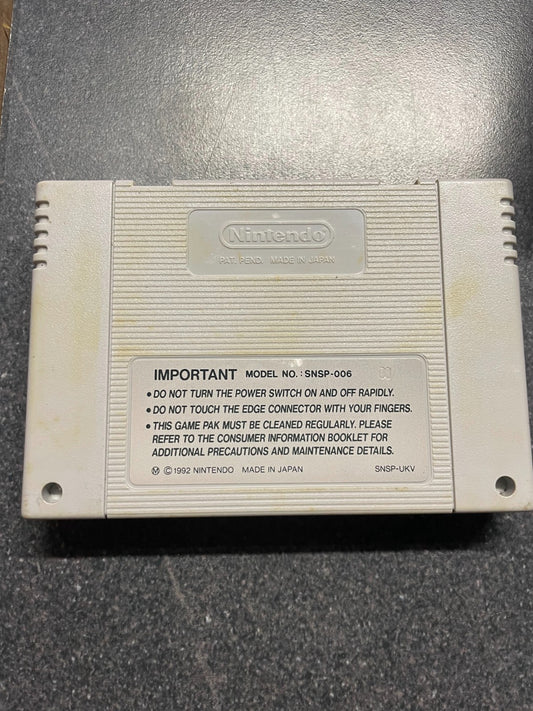 Nintendo
PAT. PEND. MADE IN JAPAN
IMPORTANT MODEL NO. : SNSP-006
• DO NOT TURN THE POWER SWITCH ON AND OFF RAPIDLY.
• DO NOT TOUCH THE EDGE CONNECTOR WITH YOUR FINGERS.
• THIS GAME PAK MUST BE CLEANED REGULARLY. PLEASE
REFER TO THE CONSUMER INFORMATION BOOKLET FOR
ADDITIONAL PRECAUTIONS AND MAINTENANCE DETAILS.
Ⓜ © 1992 NINTENDO MADE IN JAPAN SNSP-UKV